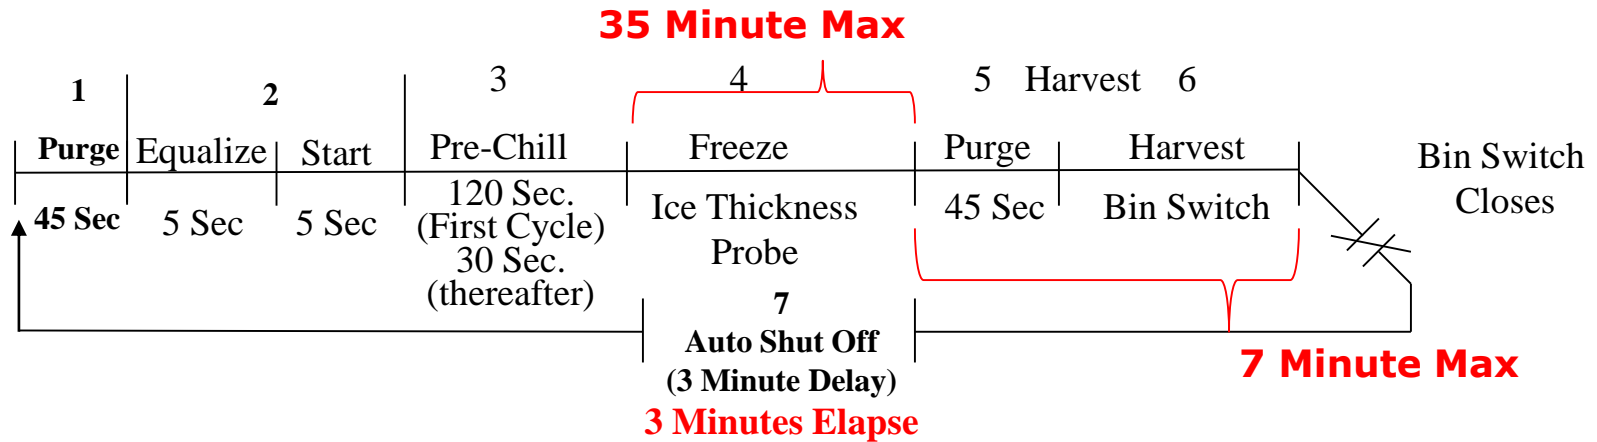 35 Minute Max
1
2
3
4
5 Harvest 6
Purge
Equalize
Start
Pre-Chill
Freeze
Purge
Harvest
Bin Switch
Closes
45 Sec
5 Sec
5 Sec
120 Sec.
(First Cycle)
30 Sec.
(thereafter)
Ice Thickness
Probe
45 Sec
Bin Switch
7
Auto Shut Off
(3 Minute Delay)
3 Minutes Elapse
7 Minute Max